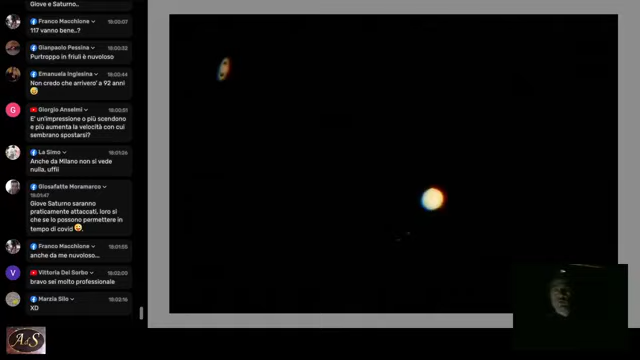 Giove e Saturno..
Franco Macchione 18:00:07
117 vanno bene..?
Gianpaolo Pessina 18:00:32
Purtroppo in friuli è nuvoloso
Emanuela Inglesina 18:00:44
Non credo che arrivero' a 92 anni
G
Giorgio Anselmi 18:00:51
E' un'impressione o più scendono
e più aumenta la velocità con cui
sembrano spostarsi?
La Simo 18:01:26
Anche da Milano non si vede
nulla, uffii
Giosafatte Moramarco
18:01:47
Giove Saturno saranno
praticamente attaccati, loro si
che se lo possono permettere in
tempo di covid
Franco Macchione 18:01:55
anche da me nuvoloso...
V
Vittoria Del Sorbo 18:02:00
bravo sei molto professionale
Marzia Silo 18:02:16
XD
AdS